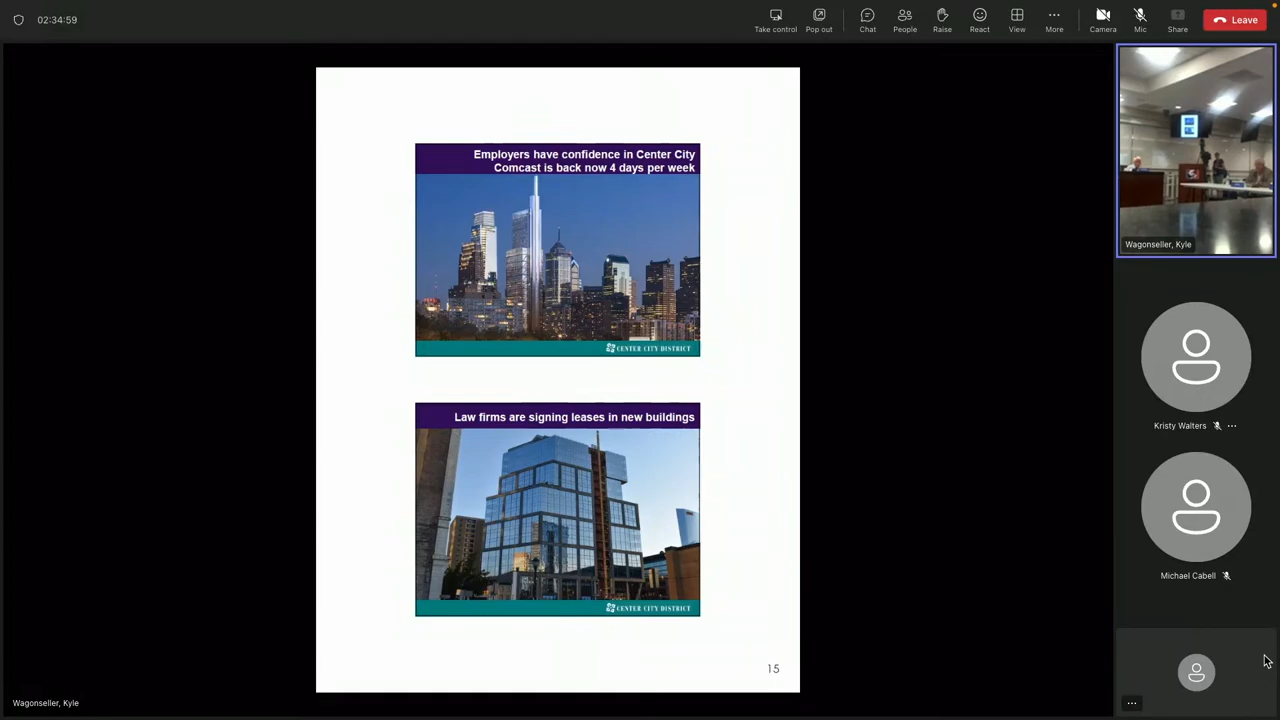 02:34:59
Take control
Pop out
Chat
People
Raise
React
View
More
Camera
Mic
Share
Leave
Employers have confidence in Center City
Comcast is back now 4 days per week
CENTER CITY DISTRICT
Law firms are signing leases in new buildings
CENTER CITY DISTRICT
15
Wagonseller, Kyle
Wagonseller, Kyle
Kristy Walters
Michael Cabell